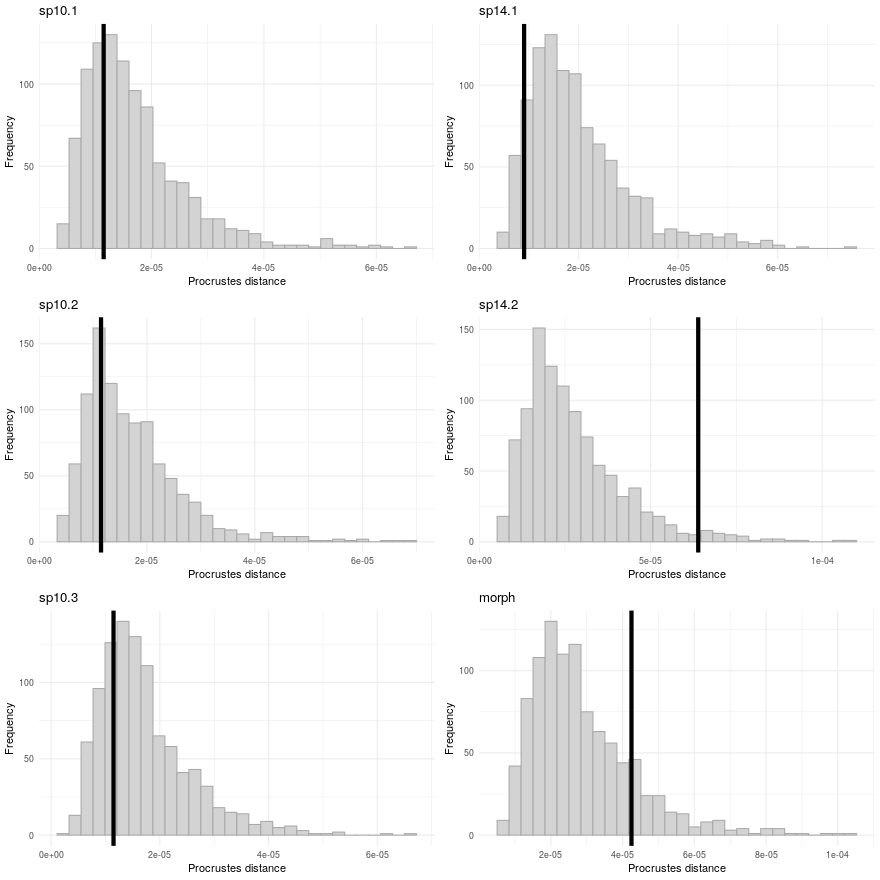 sp10.1
Frequency
100
50
0
0e+00 2e-05 4e-05 6e-05
Procrustes distance
sp14.1
Frequency
100
50
0
0e+00 2e-05 4e-05 6e-05
Procrustes distance
sp10.2
Frequency
150
100
50
0
0e+00 2e-05 4e-05 6e-05
Procrustes distance
sp14.2
Frequency
150
100
50
0
0e+00 5e-05 1e-04
Procrustes distance
sp10.3
Frequency
100
50
0
0e+00 2e-05 4e-05 6e-05
Procrustes distance
morph
Frequency
100
50
0
2e-05 4e-05 6e-05 8e-05 1e-04
Procrustes distance